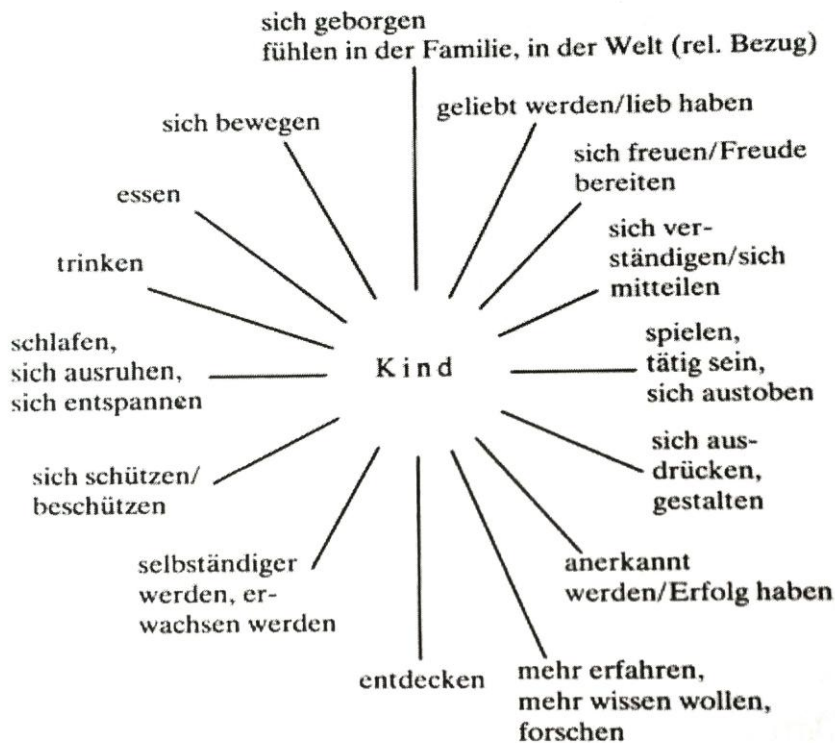 sich geborgen
fühlen in der Familie, in der Welt (rel. Bezug)
geliebt werden/lieb haben
sich freuen/Freude
bereiten
sich ver-
ständigen/sich
mitteilen
spielen,
tätig sein,
sich austoben
sich aus-
drücken,
gestalten
anerkannt
werden/Erfolg haben
mehr erfahren,
mehr wissen wollen,
forschen
entdecken
selbständiger
werden, er-
wachsen werden
sich schützen/
beschützen
schlafen,
sich ausruhen,
sich entspannen
trinken
essen
sich bewegen
Kind